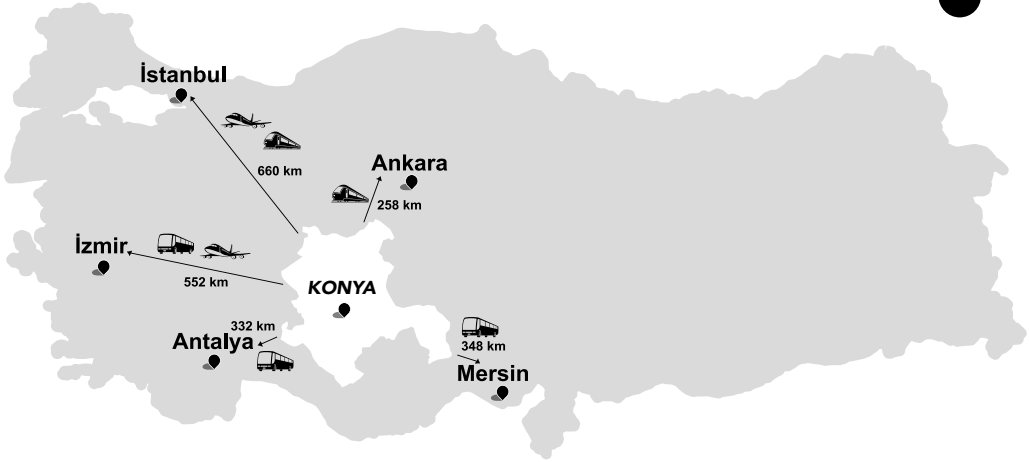 İstanbul
660 km
Ankara
258 km
İzmir
552 km
KONYA
332 km
Antalya
348 km
Mersin